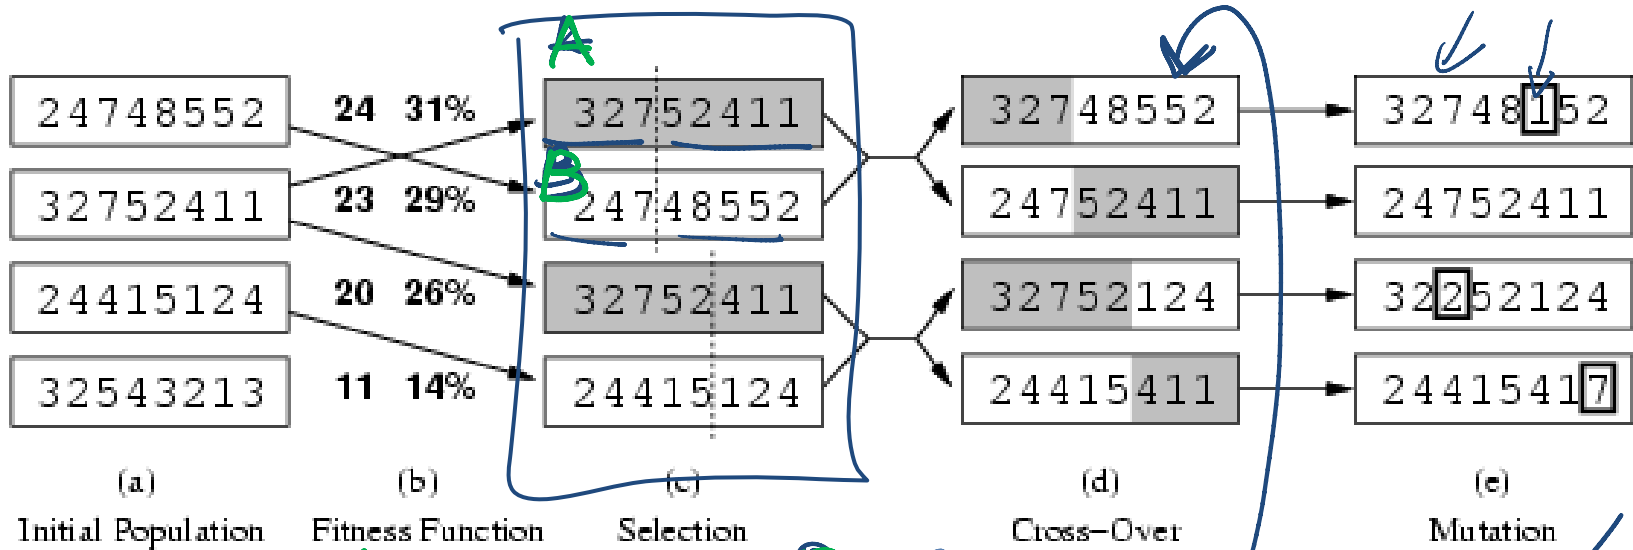 A
24748552 24 31% 32752411 32748552 32748152
B
32752411 23 29% 24748552 24752411 24752411
24415124 20 26% 32752411 32752124 32252124
32543213 11 14% 24415124 24415411 24415417
(a) (b) (c) (d) (e)
Initial Population Fitness Function Selection Cross–Over Mutation